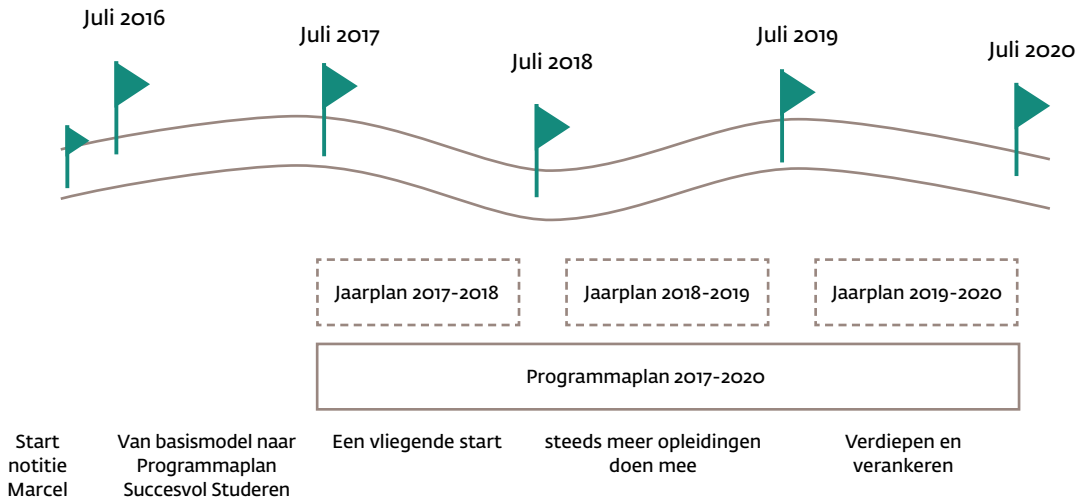 Juli 2016
Juli 2017
Juli 2018
Juli 2019
Juli 2020
Jaarplan 2017-2018
Jaarplan 2018-2019
Jaarplan 2019-2020
Programmaplan 2017-2020
Start
notitie
Marcel
Van basismodel naar
Programmaplan
Succesvol Studeren
Een vliegende start
steeds meer opleidingen
doen mee
Verdiepen en
verankeren